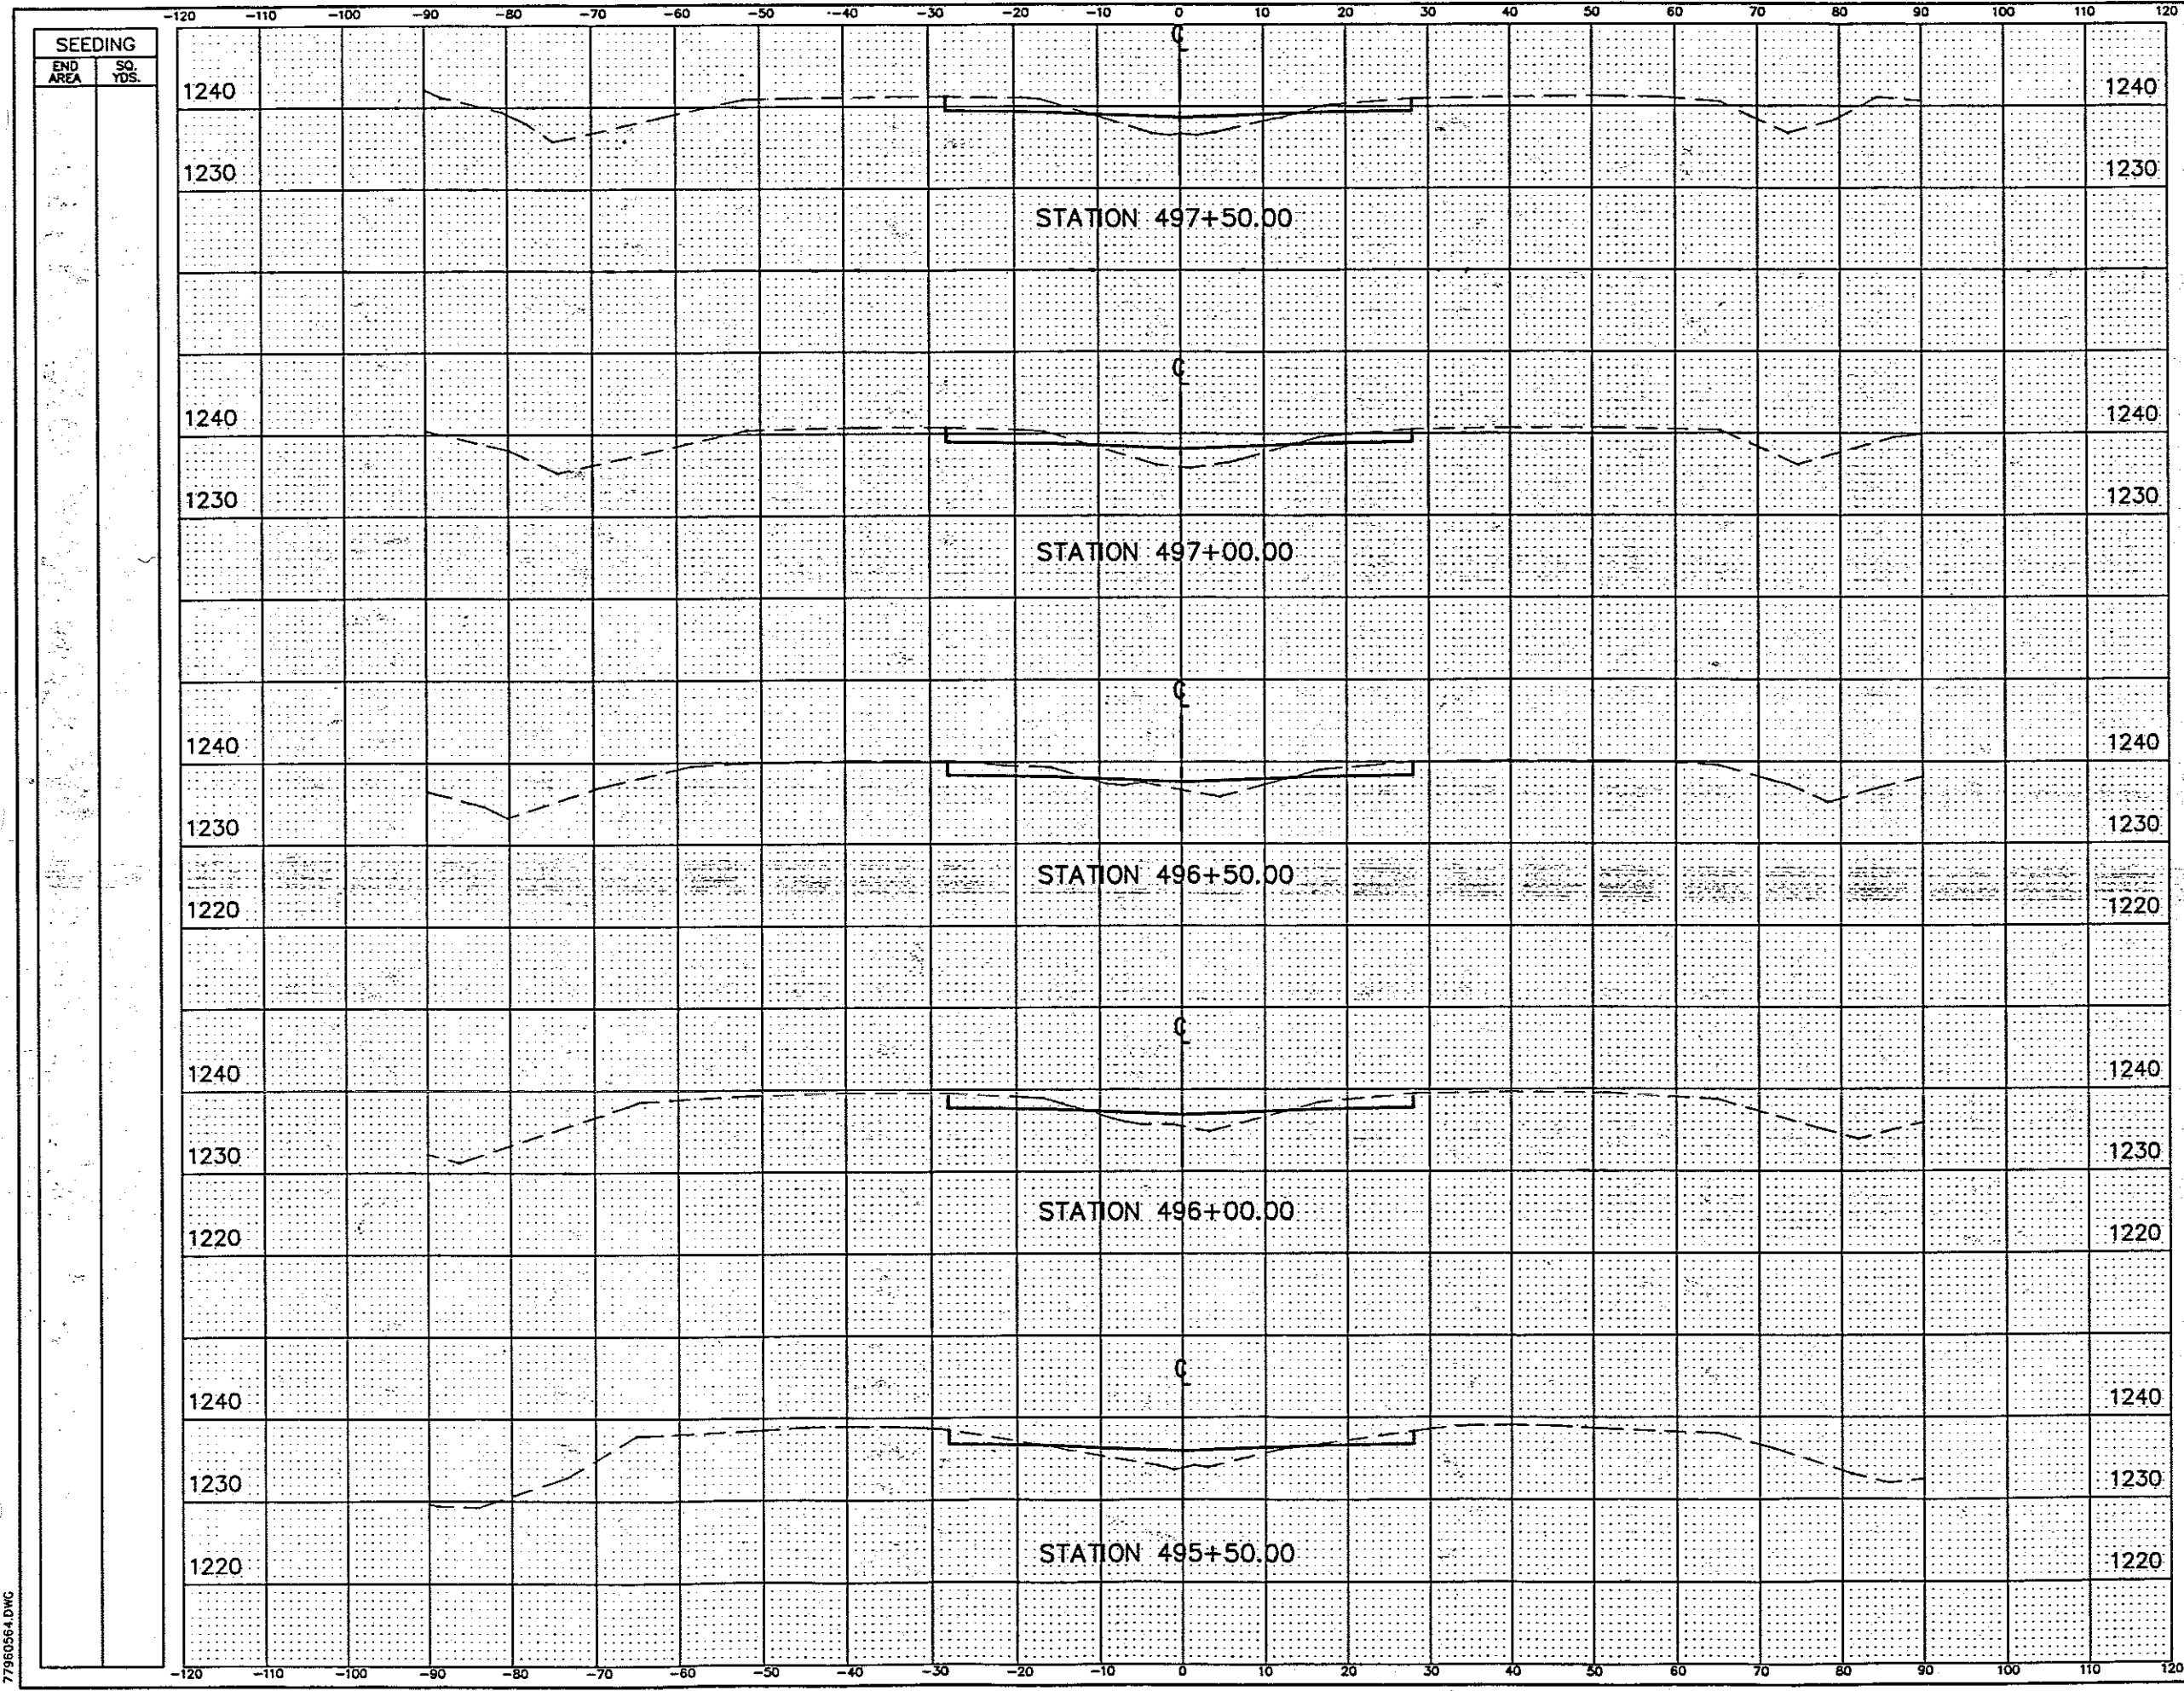 -120 -110 -100 -90 -80 -70 -60 -50 -40 -30 -20 -10 0 10 20 30 40 50 60 70 80 90 100 110 120
SEEDING
END AREA
SQ. YDS.
℄
1240 1240
1230 1230
STATION 497+50.00
℄
1240 1240
1230 1230
STATION 497+00.00
℄
1240 1240
1230 1230
STATION 496+50.00
1220 1220
℄
1240 1240
1230 1230
STATION 496+00.00
1220 1220
℄
1240 1240
1230 1230
STATION 495+50.00
1220 1220
77960564.DWG
-120 -110 -100 -90 -80 -70 -60 -50 -40 -30 -20 -10 0 10 20 30 40 50 60 70 80 90 100 110 120